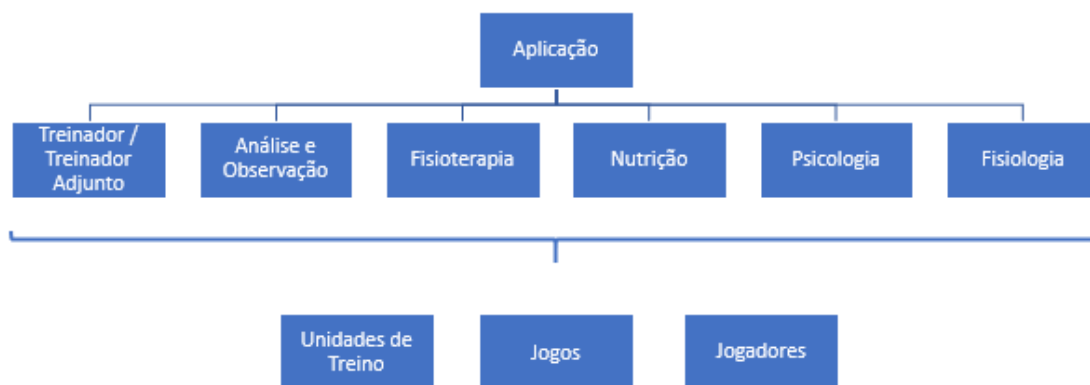 Aplicação
Treinador /
Treinador
Adjunto
Análise e
Observação
Fisioterapia
Nutrição
Psicologia
Fisiologia
Unidades de
Treino
Jogos
Jogadores